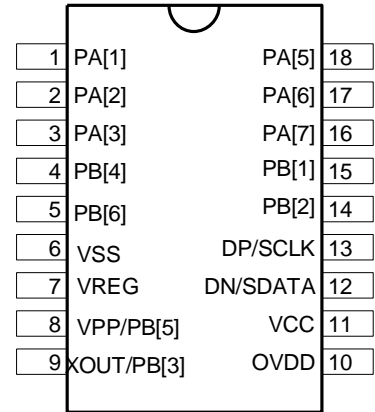 1 PA[1] PA[5] 18
2 PA[2] PA[6] 17
3 PA[3] PA[7] 16
4 PB[4] PB[1] 15
5 PB[6] PB[2] 14
6 VSS DP/SCLK 13
7 VREG DN/SDATA 12
8 VPP/PB[5] VCC 11
9 XOUT/PB[3] OVDD 10